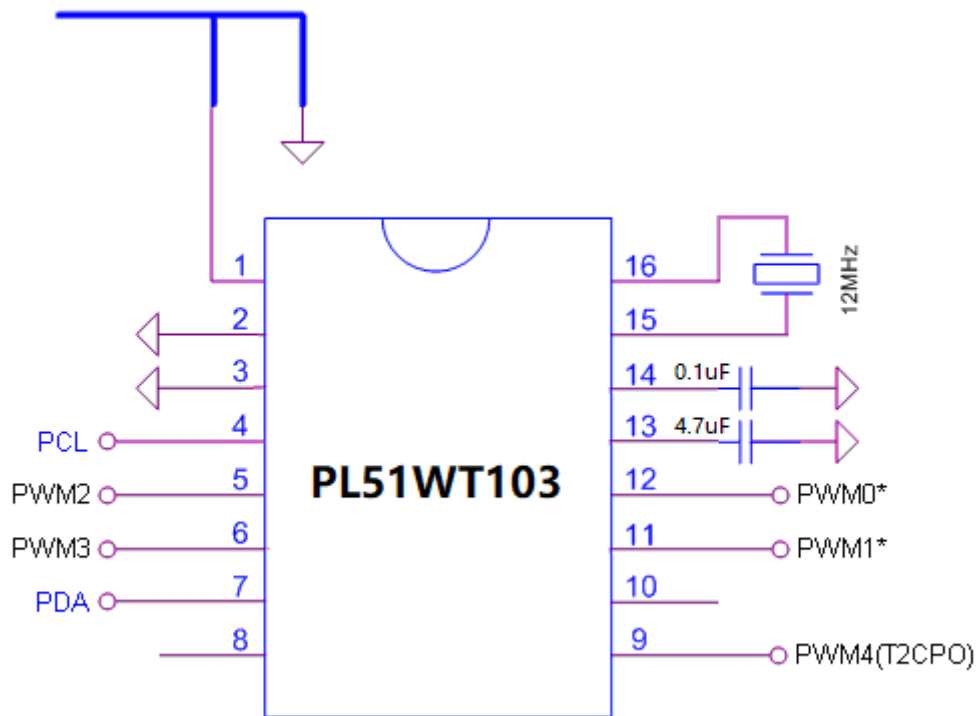 1
16
12MHz
2
15
3
14
0.1uF
PCL
4
13
4.7uF
PL51WT103
PWM2
5
12
PWM0*
PWM3
6
11
PWM1*
PDA
7
10
8
9
PWM4(T2CPO)